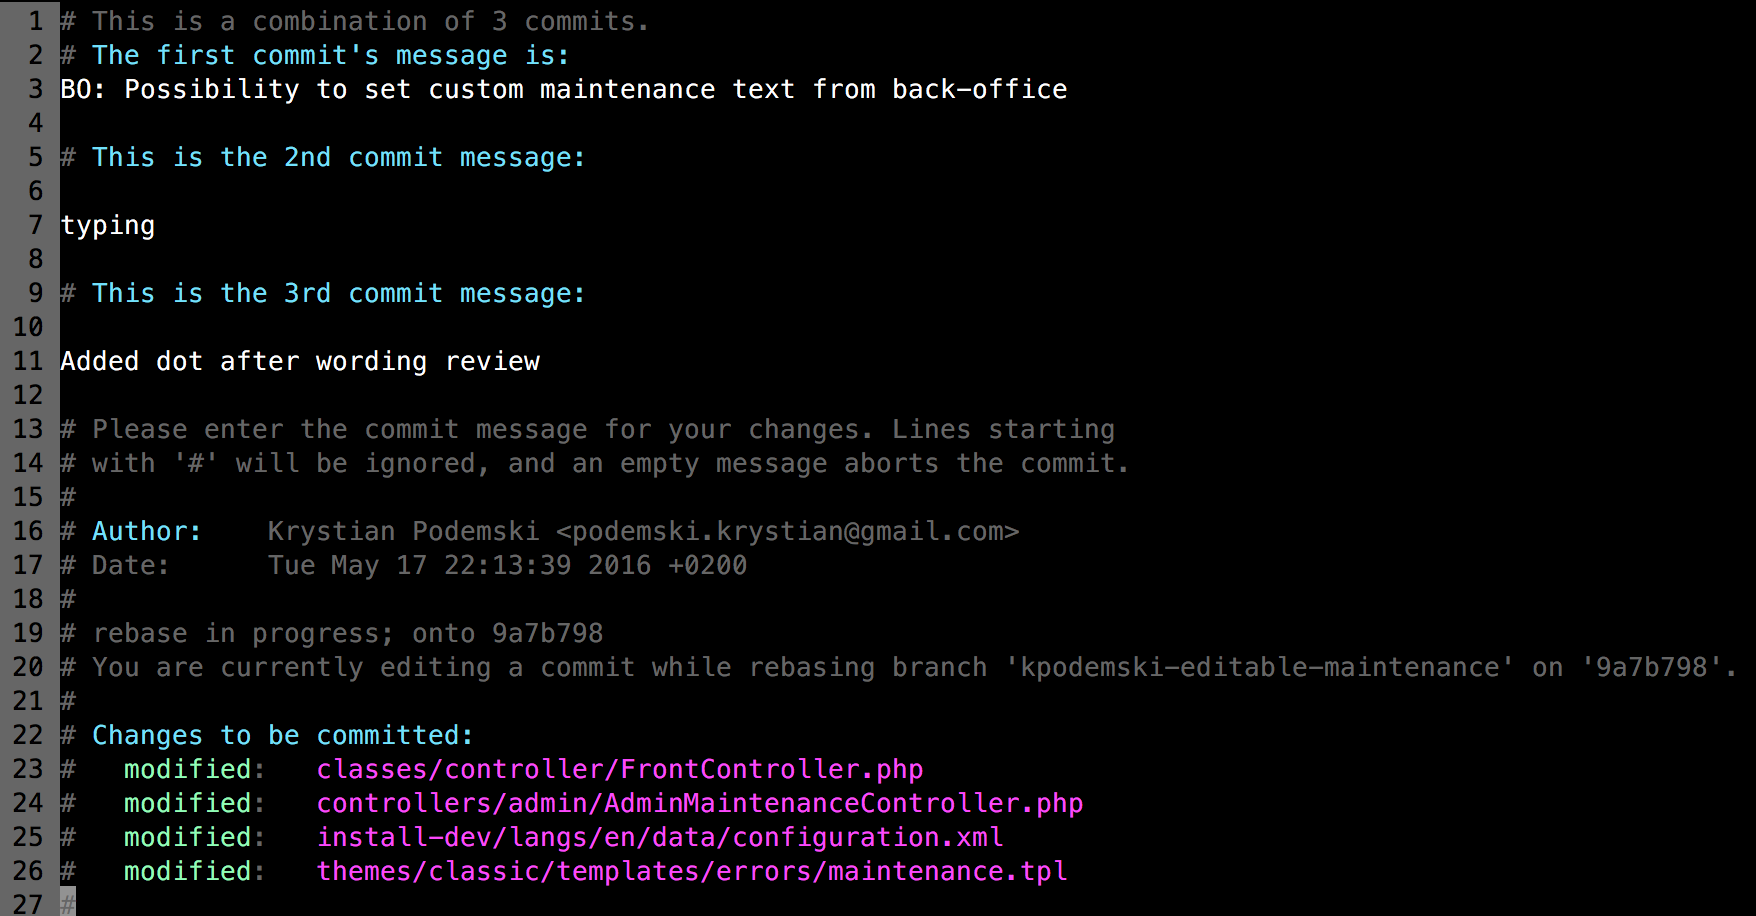 1 # This is a combination of 3 commits.
2 # The first commit's message is:
3 BO: Possibility to set custom maintenance text from back-office
4
5 # This is the 2nd commit message:
6
7 typing
8
9 # This is the 3rd commit message:
10
11 Added dot after wording review
12
13 # Please enter the commit message for your changes. Lines starting
14 # with '#' will be ignored, and an empty message aborts the commit.
15 #
16 # Author:    Krystian Podemski <podemski.krystian@gmail.com>
17 # Date:      Tue May 17 22:13:39 2016 +0200
18 #
19 # rebase in progress; onto 9a7b798
20 # You are currently editing a commit while rebasing branch 'kpodemski-editable-maintenance' on '9a7b798'.
21 #
22 # Changes to be committed:
23 #   modified:   classes/controller/FrontController.php
24 #   modified:   controllers/admin/AdminMaintenanceController.php
25 #   modified:   install-dev/langs/en/data/configuration.xml
26 #   modified:   themes/classic/templates/errors/maintenance.tpl
27 #